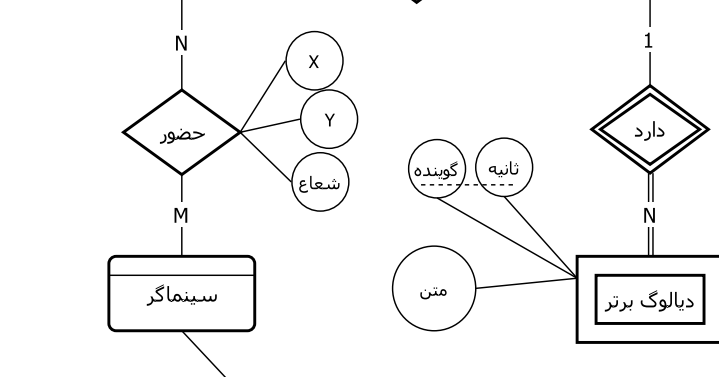 1
N
X
Y
دارد
حضور
ثانیه
گوینده
شعاع
N
M
متن
سینماگر
دیالوگ برتر